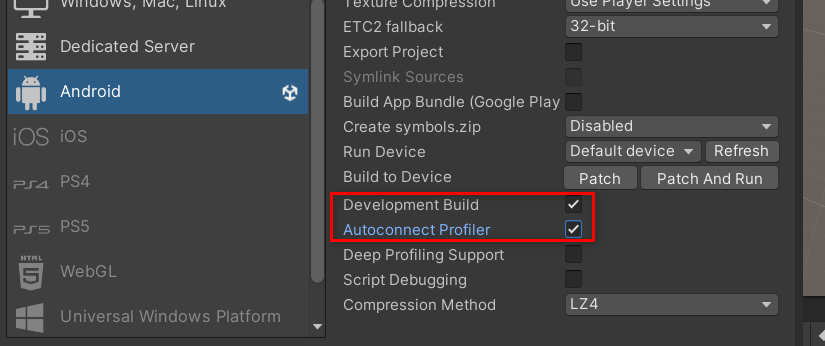 Windows, Mac, Linux
Dedicated Server
Android
iOS iOS
PS4 PS4
PS5 PS5
HTML 5 WebGL
Universal Windows Platform
Texture Compression Use Player Settings
ETC2 fallback 32-bit
Export Project
Symlink Sources
Build App Bundle (Google Play
Create symbols.zip Disabled
Run Device Default device Refresh
Build to Device Patch Patch And Run
Development Build
Autoconnect Profiler
Deep Profiling Support
Script Debugging
Compression Method LZ4